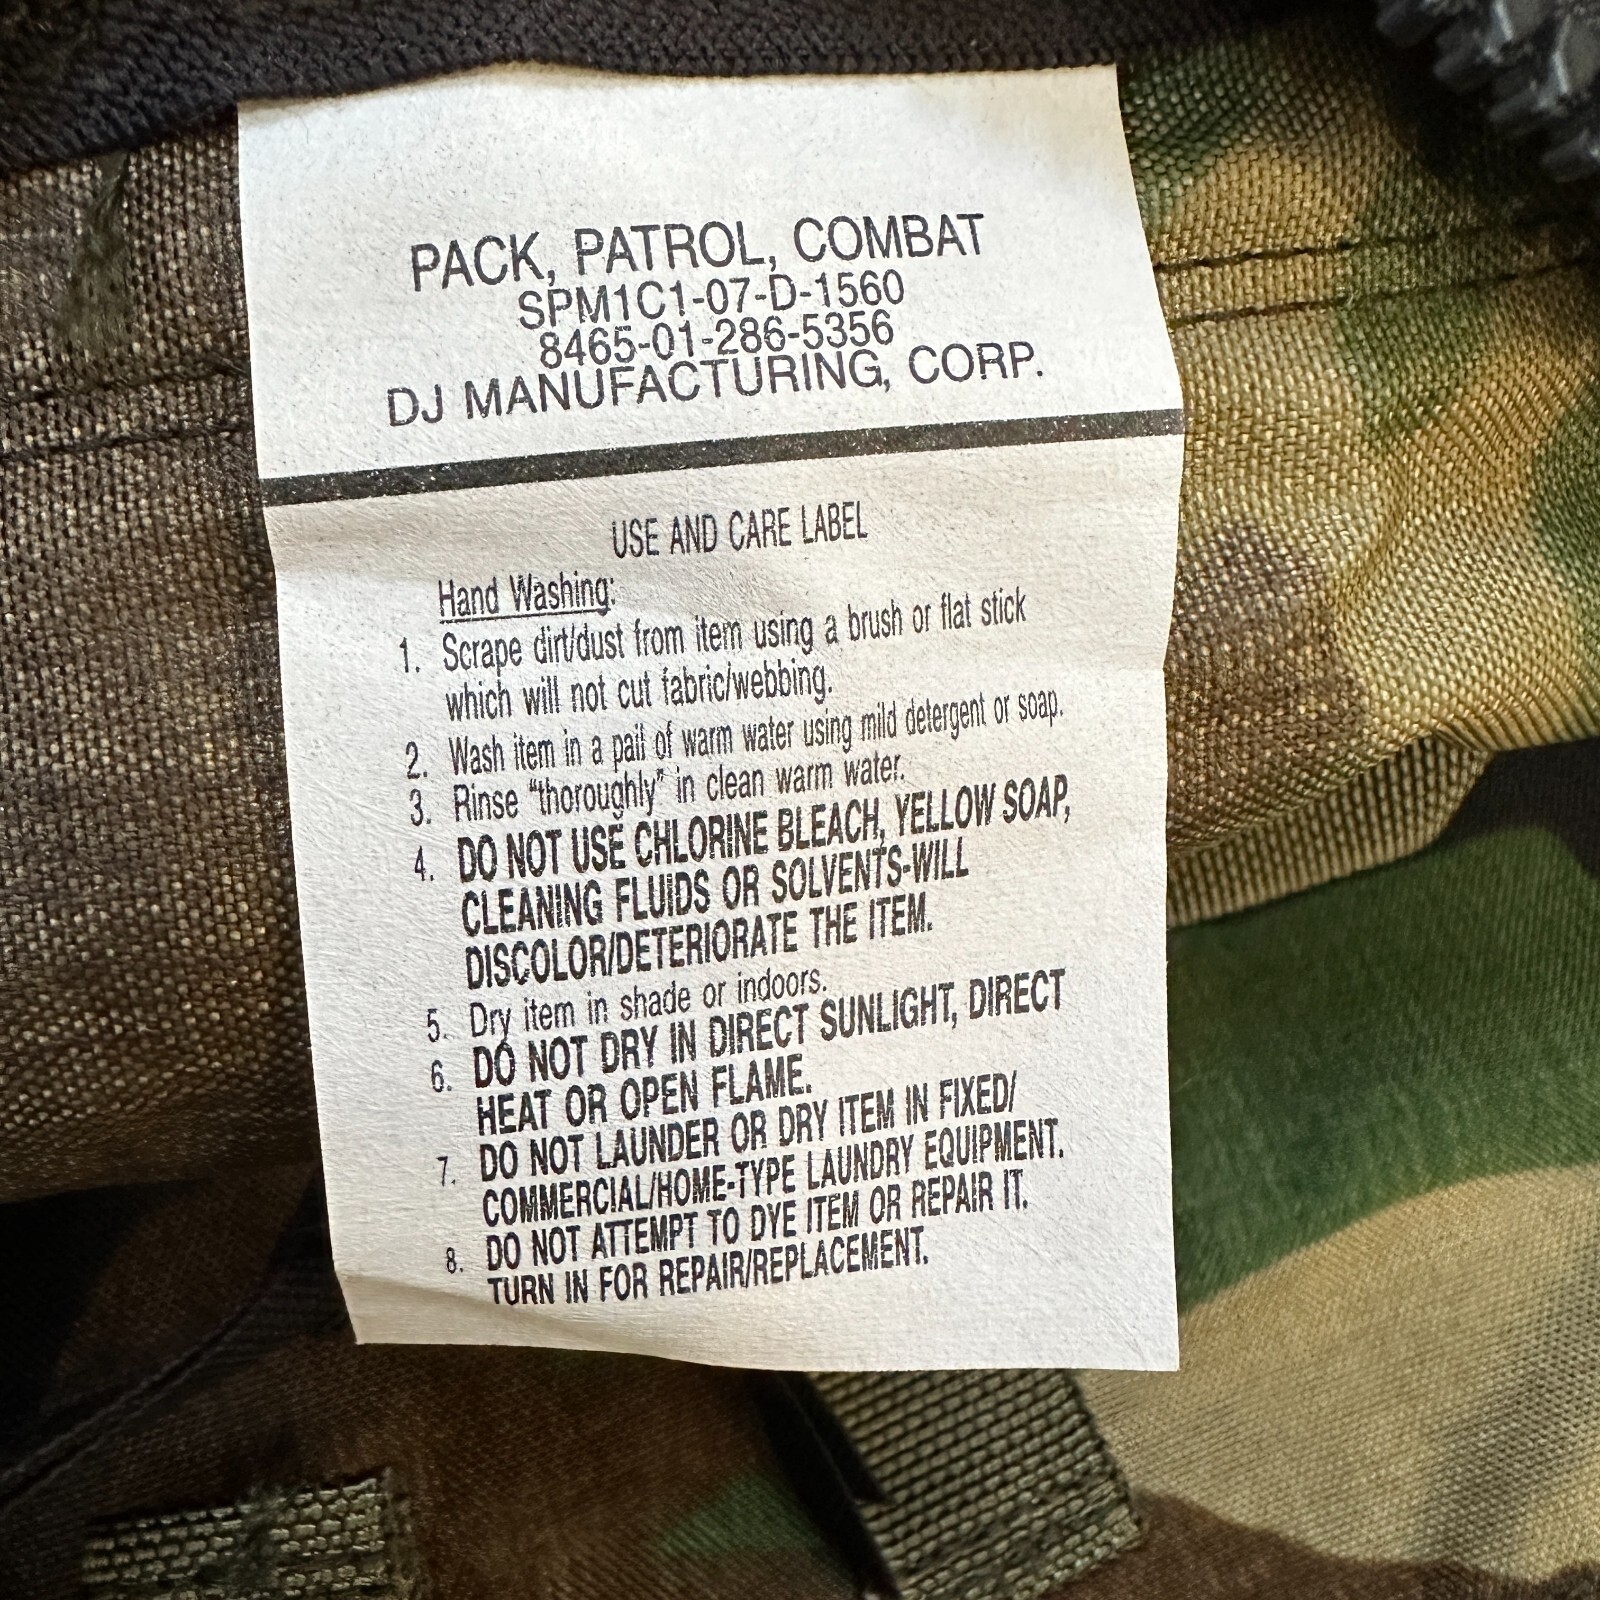 PACK, PATROL, COMBAT
SPM1C1-07-D-1560
8465-01-286-5356
DJ MANUFACTURING, CORP.
USE AND CARE LABEL
Hand Washing:
1. Scrape dirt/dust from item using a brush or flat stick
which will not cut fabric/webbing.
2. Wash item in a pail of warm water using mild detergent or soap.
3. Rinse "thoroughly" in clean warm water.
4. DO NOT USE CHLORINE BLEACH, YELLOW SOAP,
CLEANING FLUIDS OR SOLVENTS-WILL
DISCOLOR/DETERIORATE THE ITEM.
5. Dry item in shade or indoors.
6. DO NOT DRY IN DIRECT SUNLIGHT, DIRECT
HEAT OR OPEN FLAME.
7. DO NOT LAUNDER OR DRY ITEM IN FIXED/
COMMERCIAL/HOME-TYPE LAUNDRY EQUIPMENT.
8. DO NOT ATTEMPT TO DYE ITEM OR REPAIR IT.
TURN IN FOR REPAIR/REPLACEMENT.